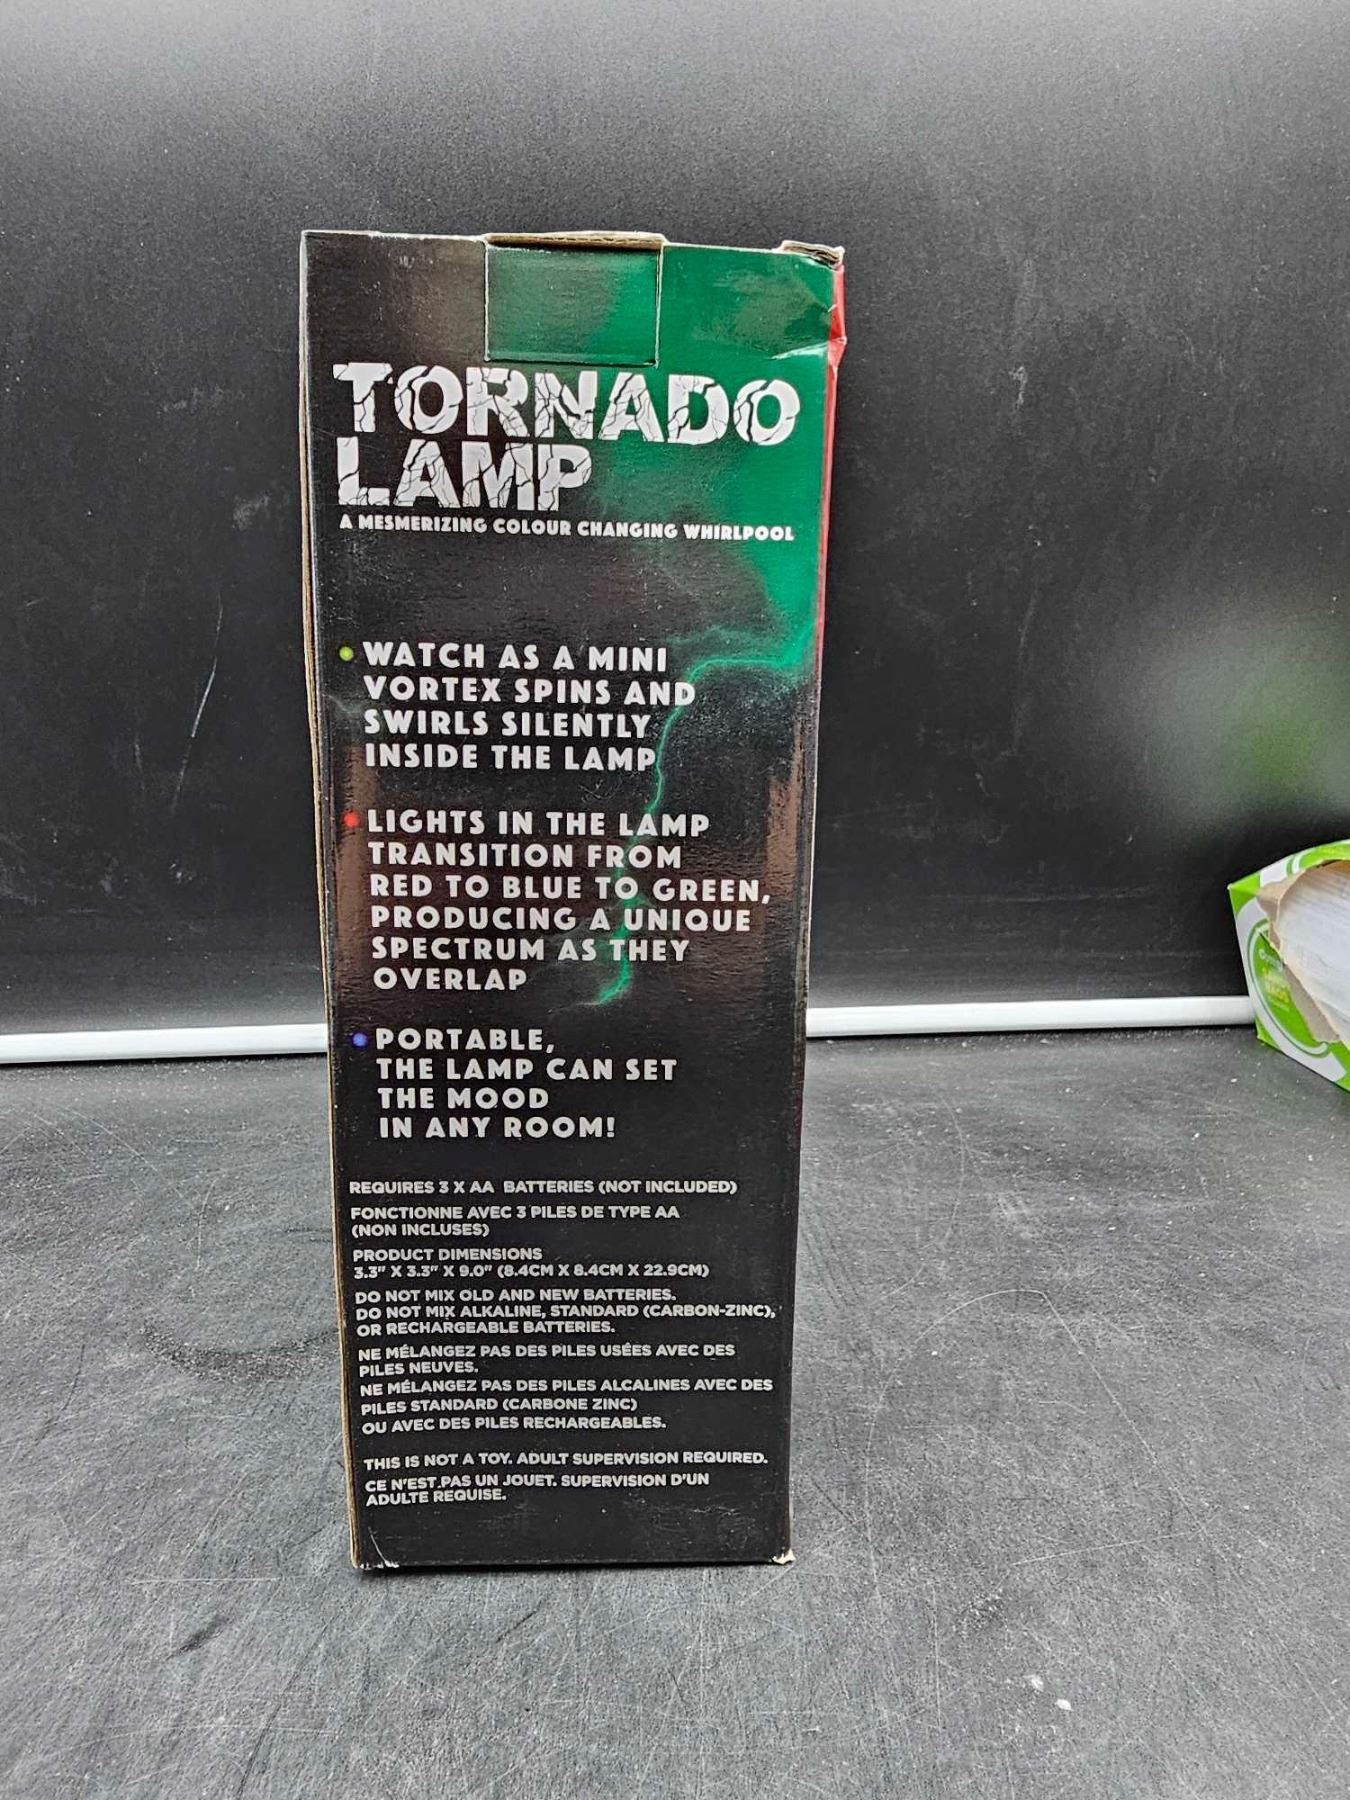 TORNADO
LAMP
A MESMERIZING COLOUR CHANGING WHIRLPOOL
WATCH AS A MINI
VORTEX SPINS AND
SWIRLS SILENTLY
INSIDE THE LAMP
LIGHTS IN THE LAMP
TRANSITION FROM
RED TO BLUE TO GREEN,
PRODUCING A UNIQUE
SPECTRUM AS THEY
OVERLAP
PORTABLE,
THE LAMP CAN SET
THE MOOD
IN ANY ROOM!
REQUIRES 3 X AA BATTERIES (NOT INCLUDED)
FONCTIONNE AVEC 3 PILES DE TYPE AA
(NON INCLUSES)
PRODUCT DIMENSIONS
3.3" X 3.3" X 9.0" (8.4CM X 8.4CM X 22.9CM)
DO NOT MIX OLD AND NEW BATTERIES.
DO NOT MIX ALKALINE, STANDARD (CARBON-ZINC),
OR RECHARGEABLE BATTERIES.
NE MÉLANGEZ PAS DES PILES USÉES AVEC DES
PILES NEUVES.
NE MÉLANGEZ PAS DES PILES ALCALINES AVEC DES
PILES STANDARD (CARBONE ZINC)
OU AVEC DES PILES RECHARGEABLES.
THIS IS NOT A TOY. ADULT SUPERVISION REQUIRED.
CE N'EST PAS UN JOUET. SUPERVISION D'UN
ADULTE REQUISE.